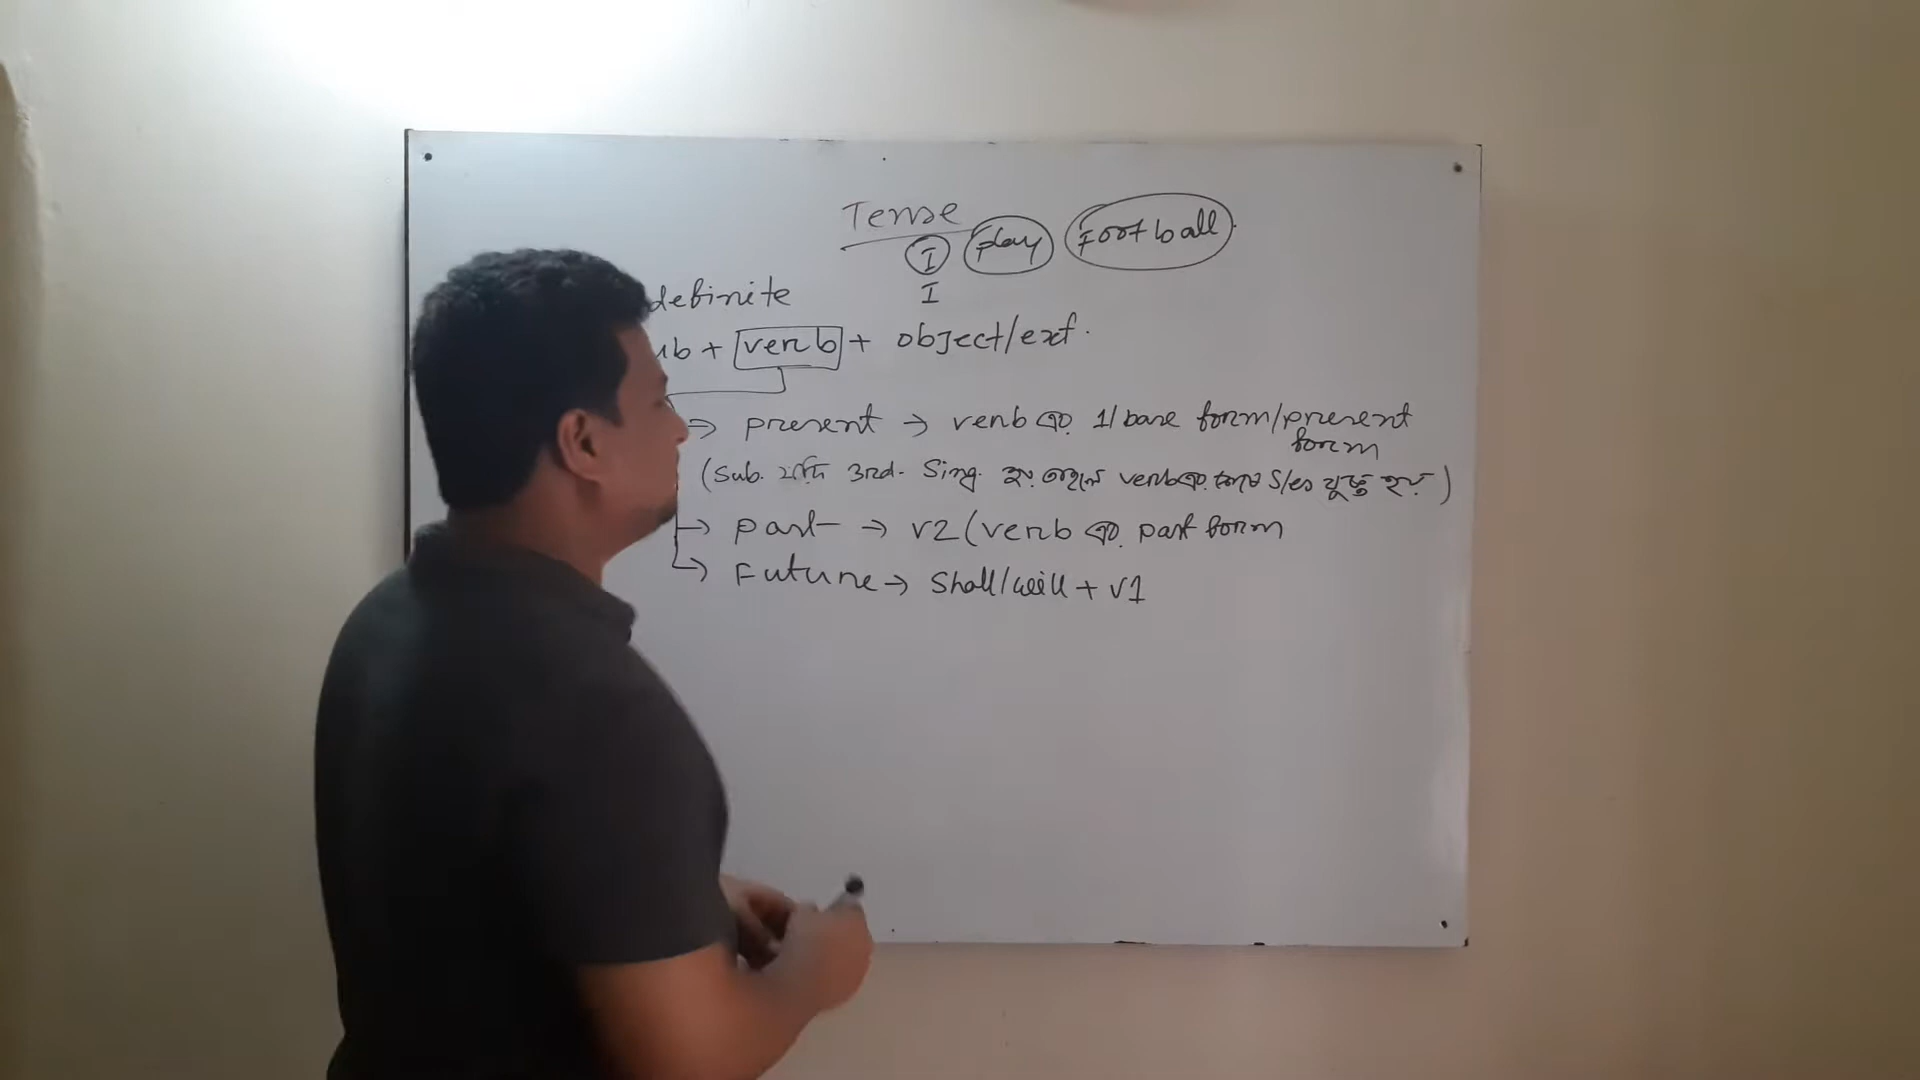 Tense
I play Football.
I
definite
ub + verb + object/ext.
⇒ present → verb এর 1/base form/present form
(Sub. যদি 3rd. Sing. হয় তাহলে verb এর সাথে s/es যুক্ত হয়)
→ past → v2 (verb এর past form
→ Future → Shall/will + v1